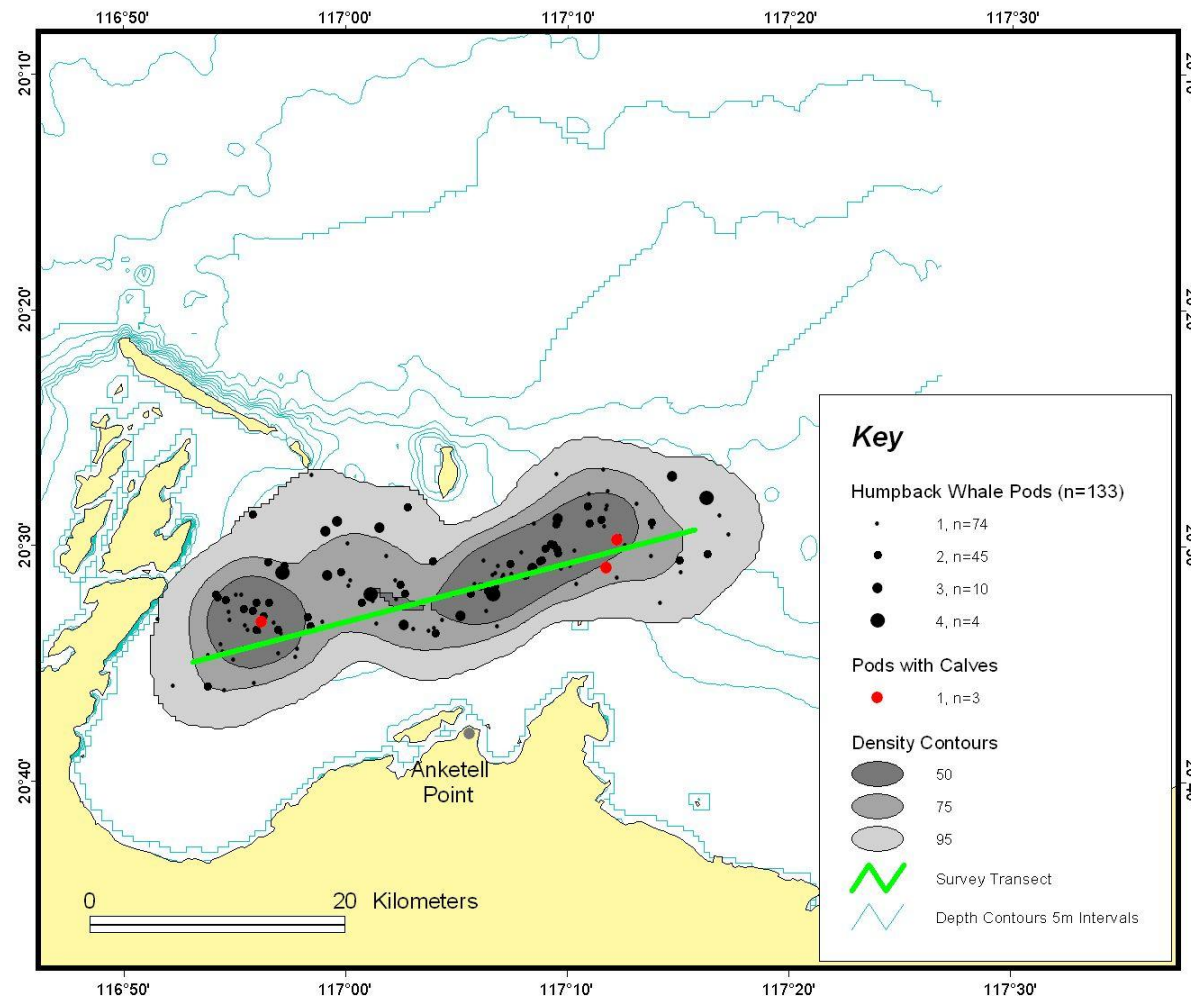 116°50' 117°00' 117°10' 117°20' 117°30'
20°10'
20°20'
20°30'
20°40'
Key
Humpback Whale Pods (n=133)
1, n=74
2, n=45
3, n=10
4, n=4
Pods with Calves
1, n=3
Density Contours
50
75
95
Survey Transect
Depth Contours 5m Intervals
Anketell
Point
0 20 Kilometers
116°50' 117°00' 117°10' 117°20' 117°30'